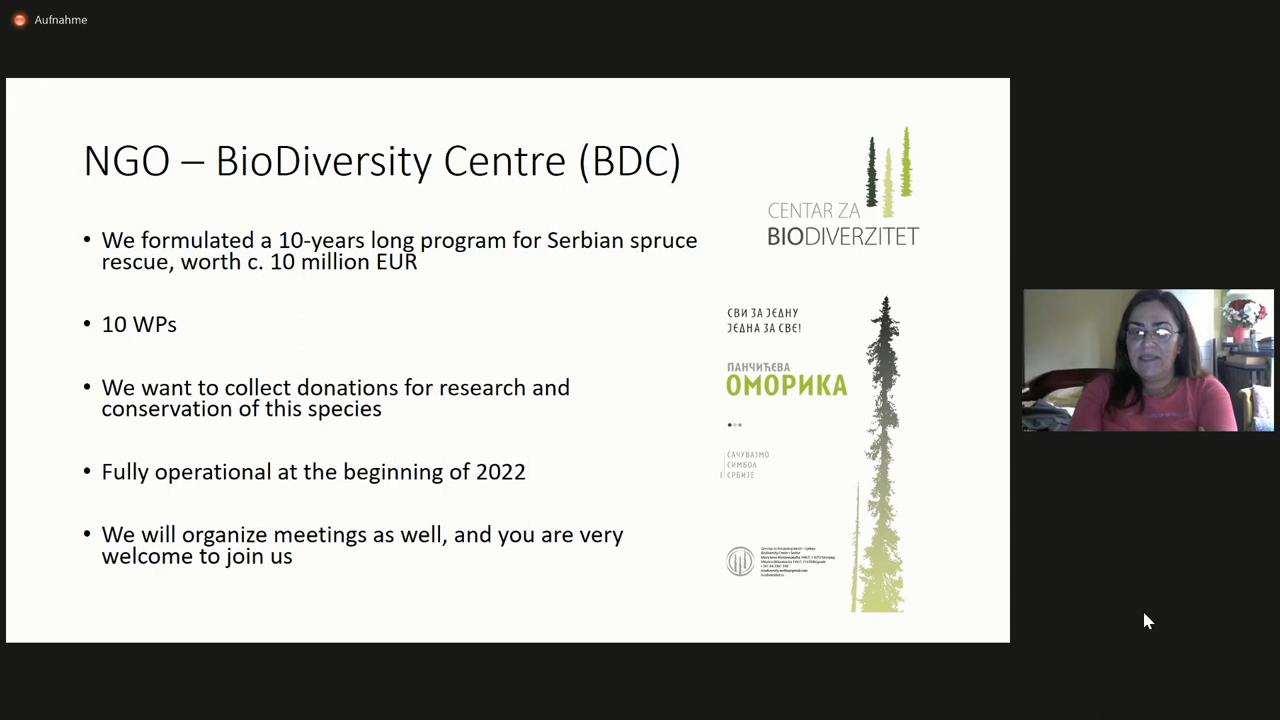 Aufnahme
NGO – BioDiversity Centre (BDC)
• We formulated a 10-years long program for Serbian spruce
rescue, worth c. 10 million EUR
• 10 WPs
• We want to collect donations for research and
conservation of this species
• Fully operational at the beginning of 2022
• We will organize meetings as well, and you are very
welcome to join us
CENTAR ZA
BIODIVERZITET
СВИ ЗА ЈЕДНУ
ЈЕДНА ЗА СВЕ!
ПАНЧИЋЕВА
ОМОРИКА
САЧУВАЈМО
СИМБОЛ
СРБИЈЕ